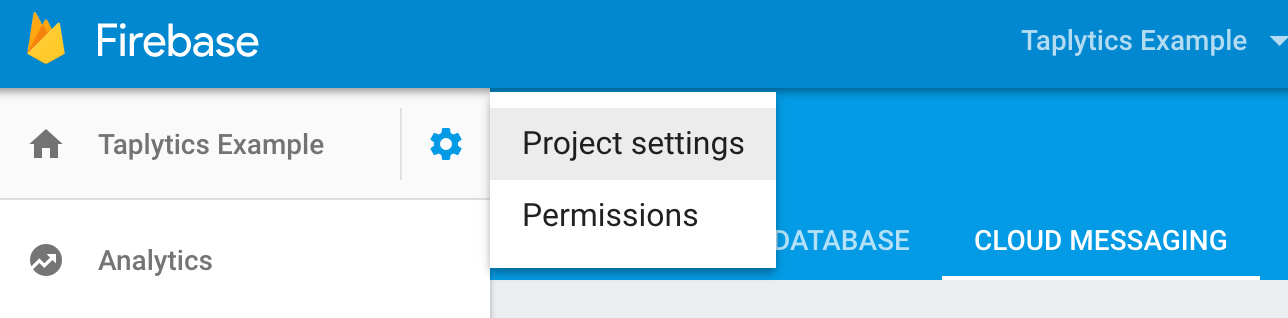 Firebase
Taplytics Example
Taplytics Example
Project settings
Permissions
DATABASE
CLOUD MESSAGING
Analytics